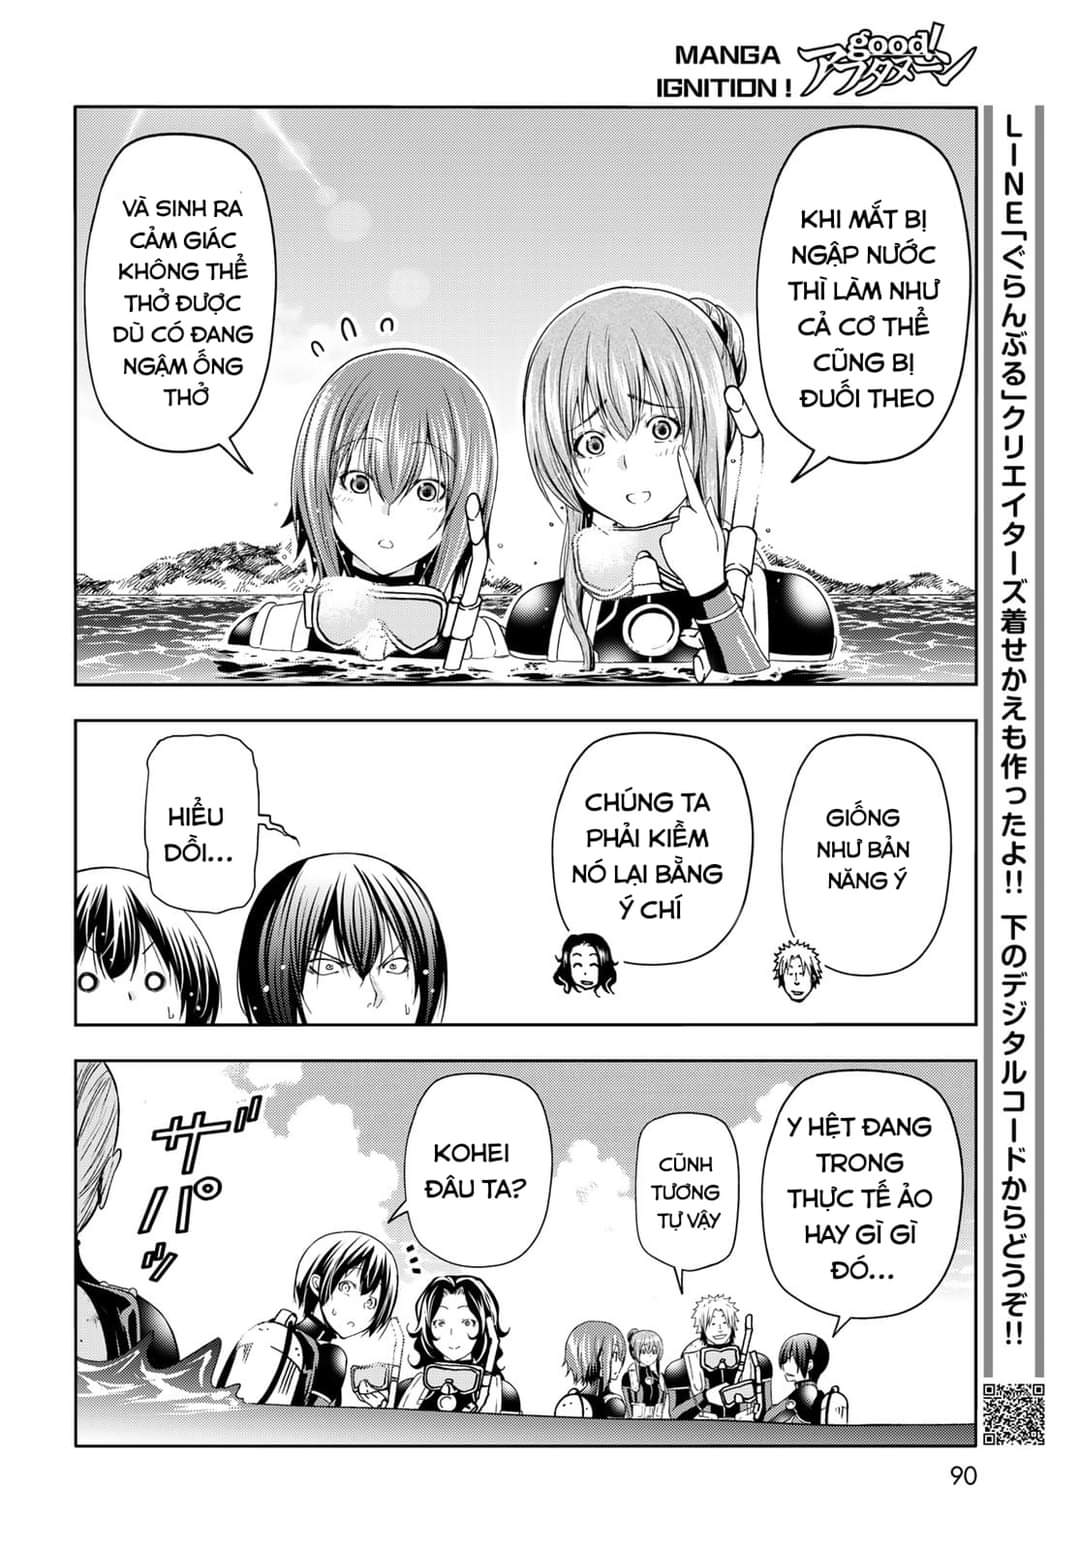 MANGA
IGNITION !
good!
アフタヌーン
KHI MẮT BỊ
NGẬP NƯỚC
THÌ LÀM NHƯ
CẢ CƠ THỂ
CŨNG BỊ
ĐUỐI THEO
VÀ SINH RA
CẢM GIÁC
KHÔNG THỂ
THỞ ĐƯỢC
DÙ CÓ ĐANG
NGẬM ỐNG
THỞ
GIỐNG
NHƯ BẢN
NĂNG Ý
CHÚNG TA
PHẢI KIỀM
NÓ LẠI BẰNG
Ý CHÍ
HIỂU
DỒI...
Y HỆT ĐANG
TRONG
THỰC TẾ ẢO
HAY GÌ GÌ
ĐÓ...
CŨNH
TƯƠNG
TỰ VẬY
KOHEI
ĐÂU TA?
ザバ
LINE「ぐらんぶる」クリエイターズ着せかえも作ったよ!! 下のデジタルコードからどうぞ!!
90